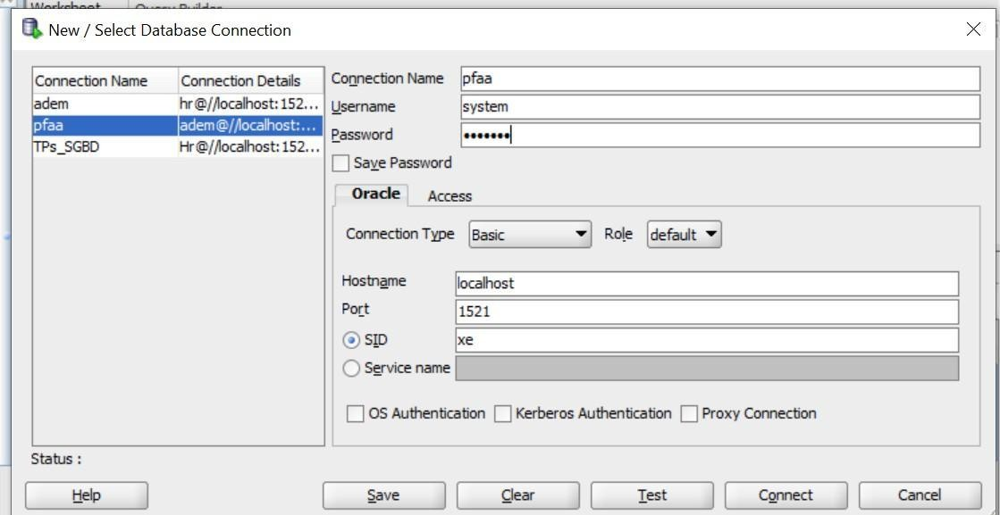 Worksheet Query Builder
New / Select Database Connection
Connection Name Connection Details
adem hr@//localhost:152...
pfaa adem@//localhost:...
TPs_SGBD Hr@//localhost:152...
Connection Name pfaa
Username system
Password •••••••
Save Password
Oracle Access
Connection Type Basic Role default
Hostname localhost
Port 1521
SID xe
Service name
OS Authentication Kerberos Authentication Proxy Connection
Status :
Help Save Clear Test Connect Cancel